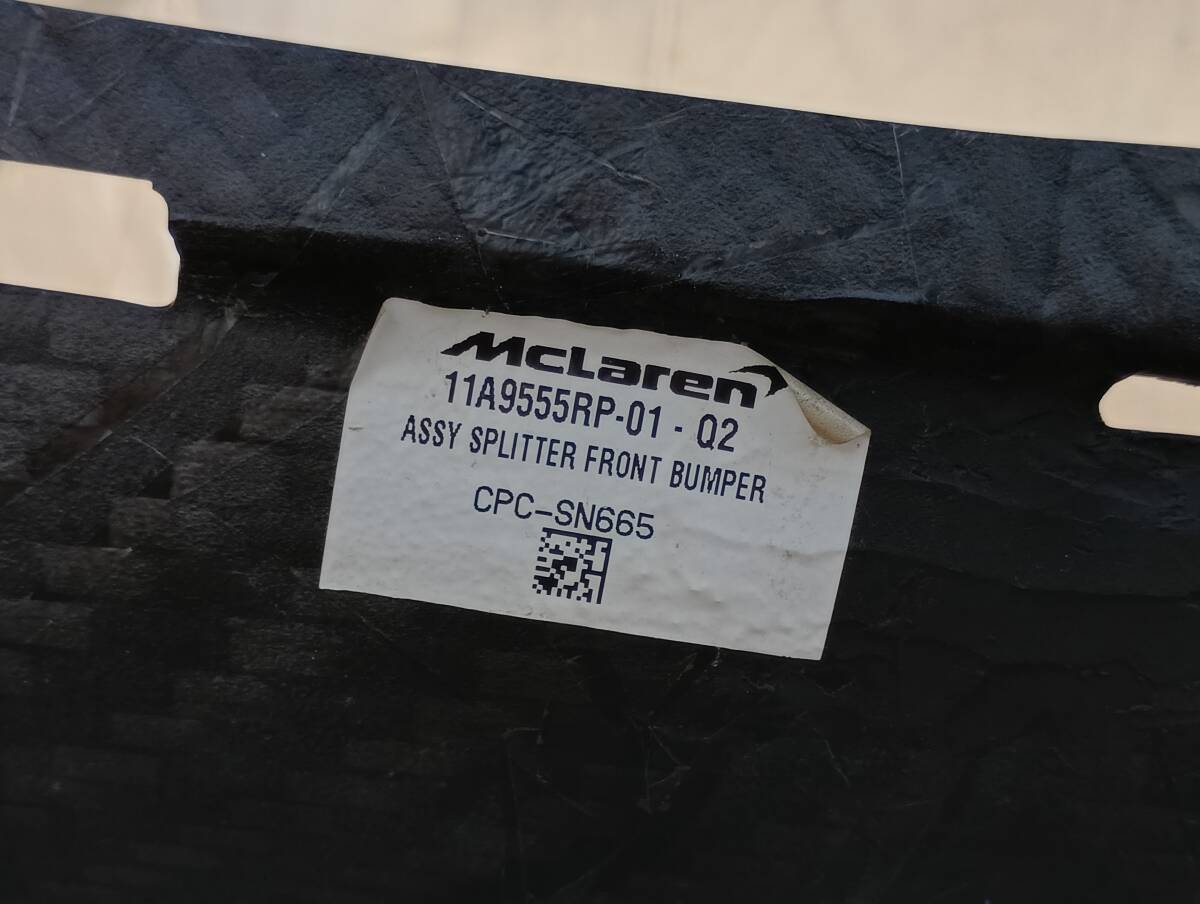 McLaren
11A9555RP-01 - Q2
ASSY SPLITTER FRONT BUMPER
CPC-SN665